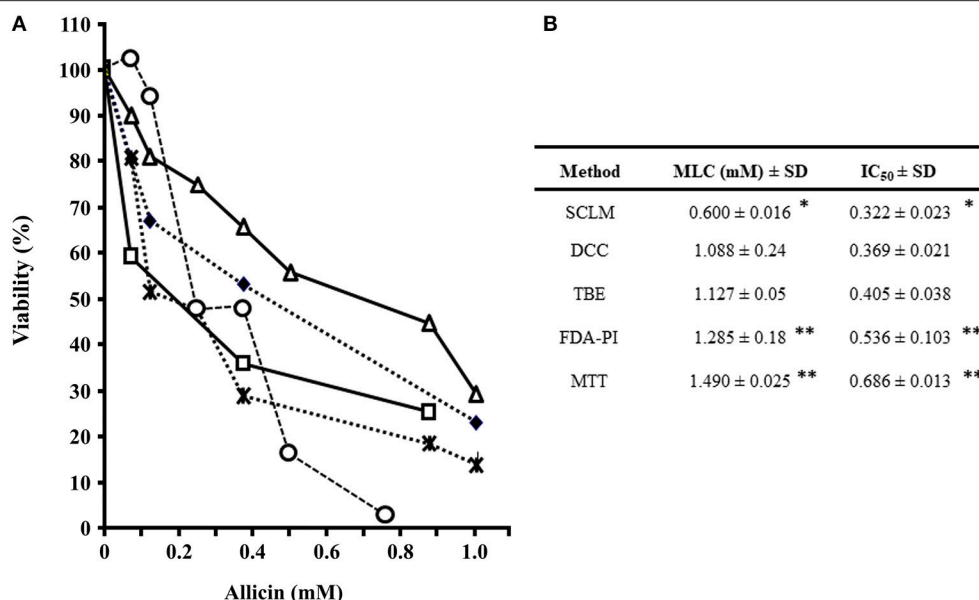 A
B
110
100
90
80
70
60
50
40
30
20
10
0
Viability (%)
0 0.2 0.4 0.6 0.8 1.0
Allicin (mM)
Method MLC (mM) ± SD IC50 ± SD
SCLM 0.600 ± 0.016 * 0.322 ± 0.023 *
DCC 1.088 ± 0.24 0.369 ± 0.021
TBE 1.127 ± 0.05 0.405 ± 0.038
FDA-PI 1.285 ± 0.18 ** 0.536 ± 0.103 **
MTT 1.490 ± 0.025 ** 0.686 ± 0.013 **